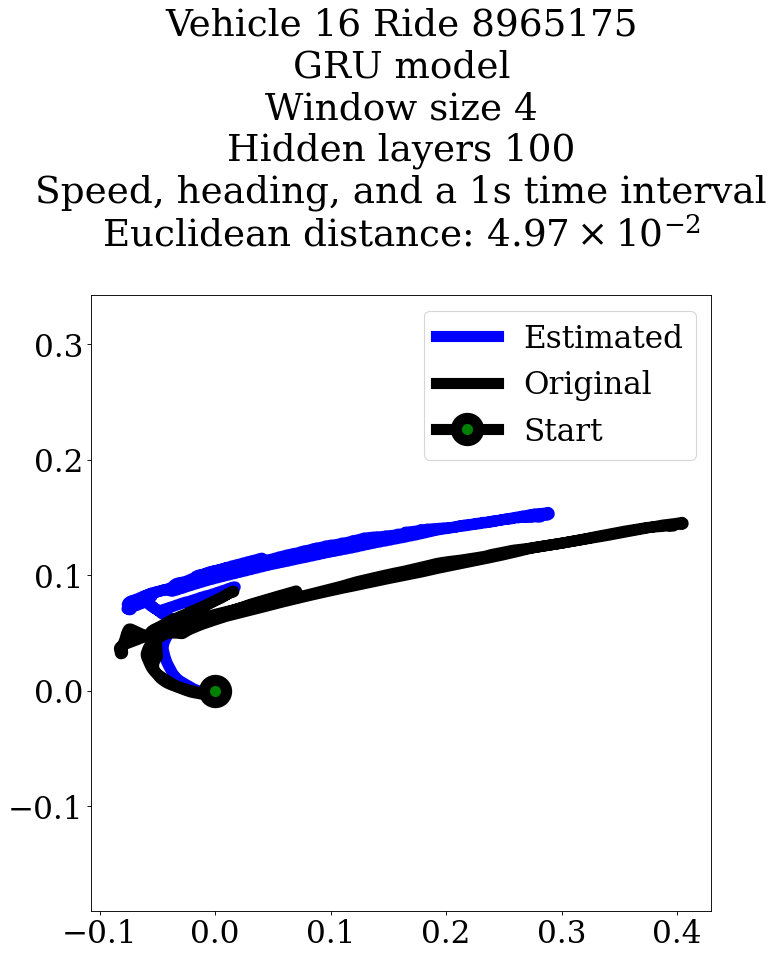 Vehicle 16 Ride 8965175
GRU model
Window size 4
Hidden layers 100
Speed, heading, and a 1s time interval
Euclidean distance: 4.97 × 10⁻²
Estimated
Original
Start
0.3
0.2
0.1
0.0
−0.1
−0.1 0.0 0.1 0.2 0.3 0.4